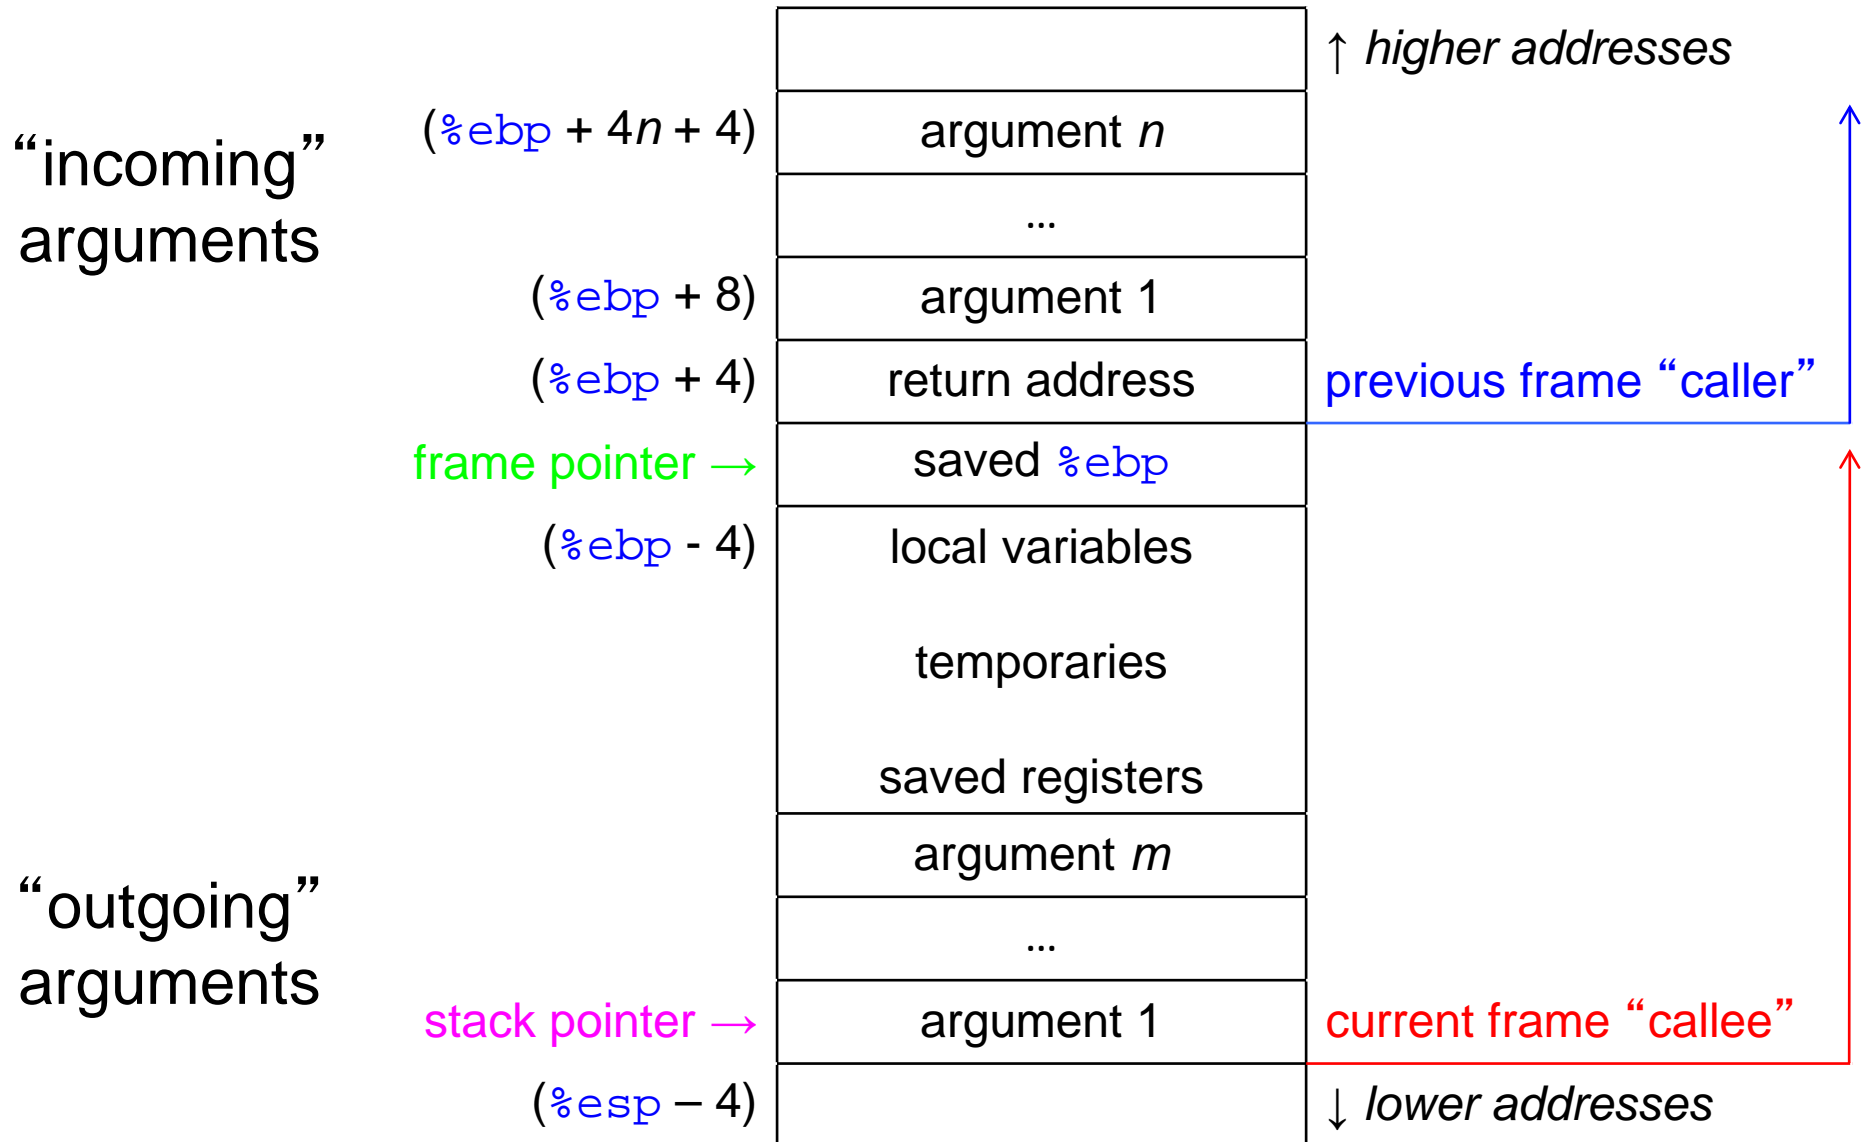 ↑ higher addresses
“incoming”
arguments
(%ebp + 4n + 4)
argument n
...
(%ebp + 8)
argument 1
(%ebp + 4)
return address
previous frame “caller”
frame pointer →
saved %ebp
(%ebp - 4)
local variables
temporaries
saved registers
argument m
“outgoing”
arguments
...
stack pointer →
argument 1
current frame “callee”
(%esp – 4)
↓ lower addresses